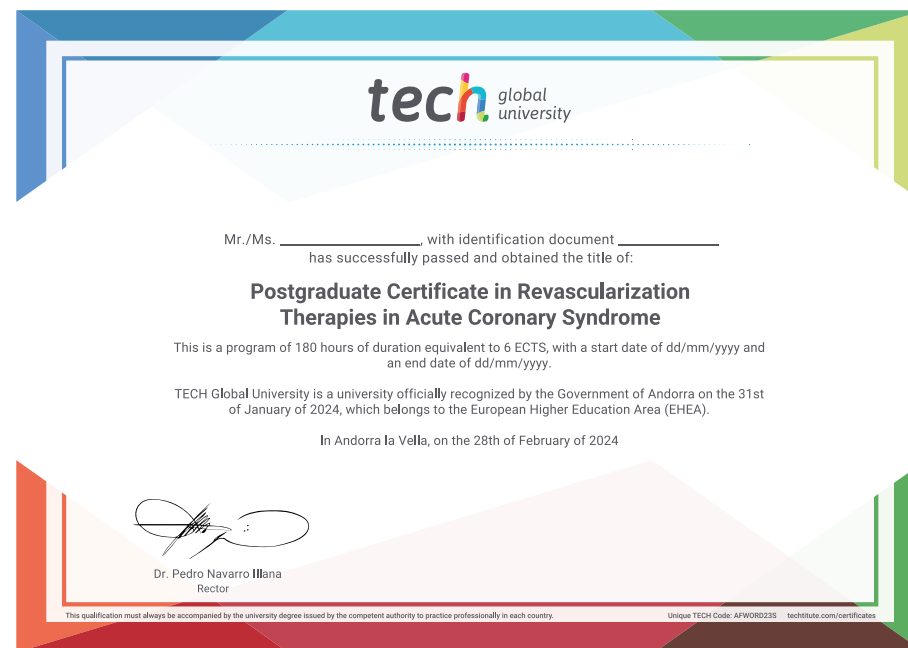 tech global university
Mr./Ms. ____________________, with identification document ______________
has successfully passed and obtained the title of:
Postgraduate Certificate in Revascularization
Therapies in Acute Coronary Syndrome
This is a program of 180 hours of duration equivalent to 6 ECTS, with a start date of dd/mm/yyyy and
an end date of dd/mm/yyyy.
TECH Global University is a university officially recognized by the Government of Andorra on the 31st
of January of 2024, which belongs to the European Higher Education Area (EHEA).
In Andorra la Vella, on the 28th of February of 2024
Dr. Pedro Navarro Illana
Rector
This qualification must always be accompanied by the university degree issued by the competent authority to practice professionally in each country. Unique TECH Code: AFWORD23S techtitute.com/certificates